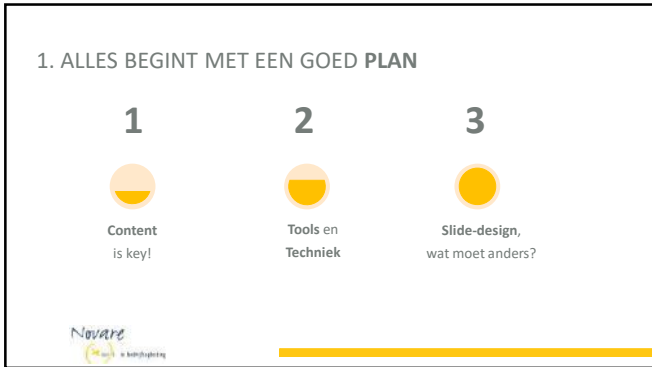 1. ALLES BEGINT MET EEN GOED PLAN
1
2
3
Content
is key!
Tools en
Techniek
Slide-design,
wat moet anders?
Novare